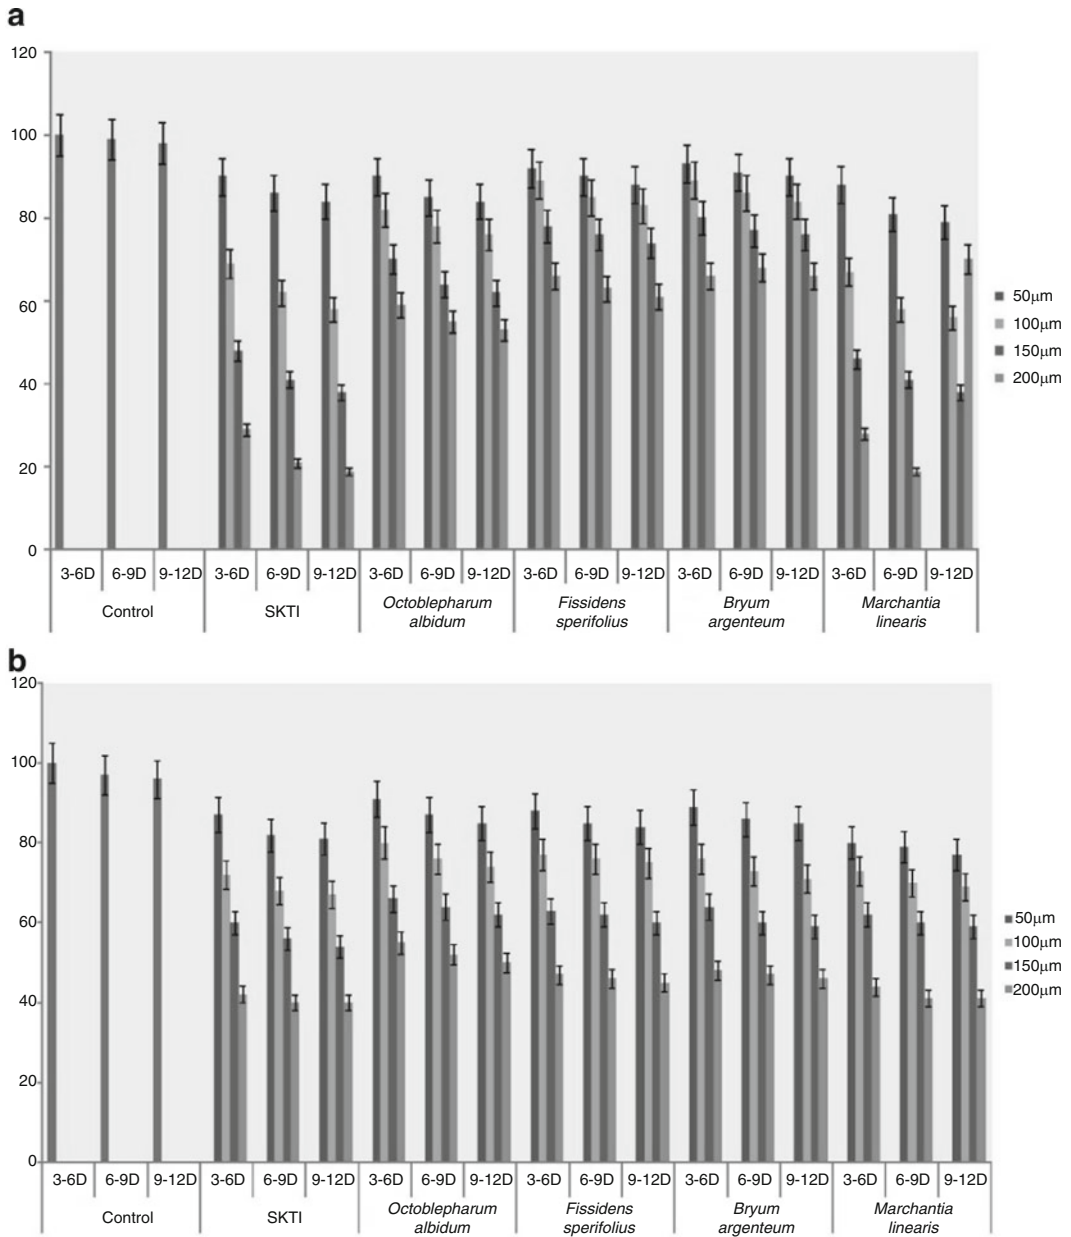 a
120
100
80
60
40
20
0
3-6D 6-9D 9-12D 3-6D 6-9D 9-12D 3-6D 6-9D 9-12D 3-6D 6-9D 9-12D 3-6D 6-9D 9-12D 3-6D 6-9D 9-12D
Control SKTI Octoblepharum albidum Fissidens sperifolius Bryum argenteum Marchantia linearis
50µm
100µm
150µm
200µm
b
120
100
80
60
40
20
0
3-6D 6-9D 9-12D 3-6D 6-9D 9-12D 3-6D 6-9D 9-12D 3-6D 6-9D 9-12D 3-6D 6-9D 9-12D 3-6D 6-9D 9-12D
Control SKTI Octoblepharum albidum Fissidens sperifolius Bryum argenteum Marchantia linearis
50µm
100µm
150µm
200µm